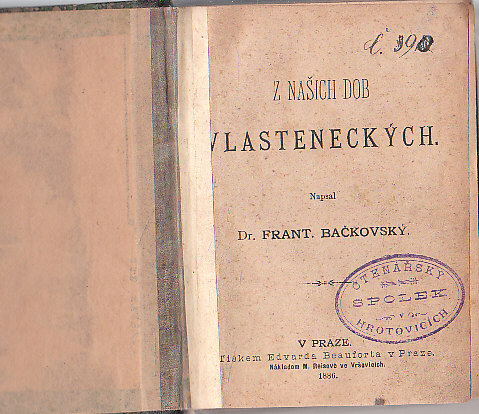 č. 390
Z NAŠICH DOB
VLASTENECKÝCH.
Napsal
Dr. FRANT. BAČKOVSKÝ.
ČTENÁŘSKÝ
SPOLEK
V
HROTOVICÍCH
V PRAZE.
Tiskem Edvarda Beauforta v Praze.
Nákladem M. Reisové ve Vršovicích.
1886.